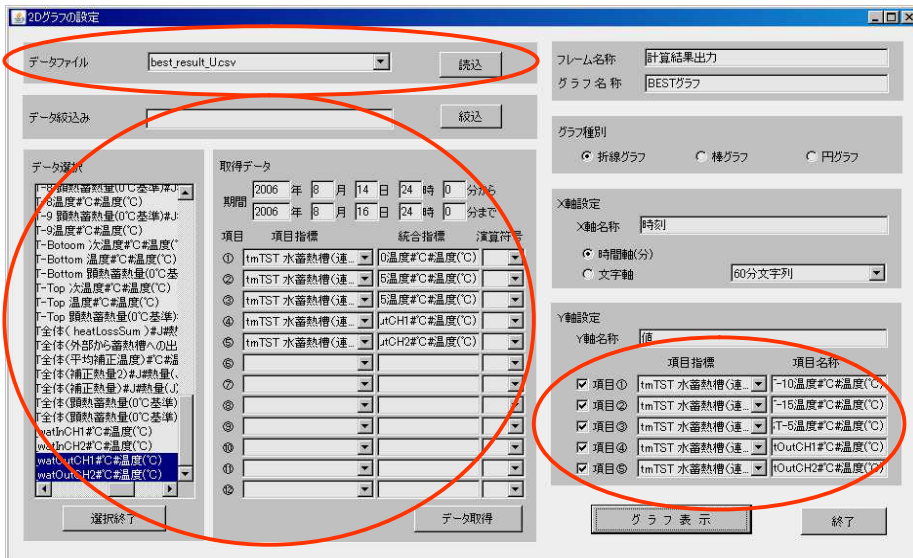 2Dグラフの設定
データファイル
best_result_U.csv
読込
データ絞込み
絞込
データ選択
T-8 顕熱蓄熱量(0℃基準)#J:
T-8温度#℃#温度(℃)
T-9 顕熱蓄熱量(0℃基準)#J:
T-9温度#℃#温度(℃)
T-Botoom 次温度#℃#温度(℃
T-Bottom 温度#℃#温度(℃)
T-Bottom 顕熱蓄熱量(0℃基
T-Top 次温度#℃#温度(℃)
T-Top 温度#℃#温度(℃)
T-Top 顕熱蓄熱量(0℃基準):
T全体( heatLossSum )#J#熱
T全体(外部から蓄熱槽への出
T全体(平均補正温度)#℃#温
T全体(補正熱量2)#J#熱量(.
T全体(補正熱量)#J#熱量(J)
T全体(顕熱蓄熱量(0℃基準)
T全体(顕熱蓄熱量(0℃基準)
watInCH1#℃#温度(℃)
watInCH2#℃#温度(℃)
watOutCH1#℃#温度(℃)
watOutCH2#℃#温度(℃)
選択終了
取得データ
期間
2006 年 8 月 14 日 24 時 0 分から
2006 年 8 月 16 日 24 時 0 分まで
項目 項目指標 統合指標 演算符号
① tmTST 水蓄熱槽(連... 0温度#℃#温度(℃)
② tmTST 水蓄熱槽(連... 5温度#℃#温度(℃)
③ tmTST 水蓄熱槽(連... 5温度#℃#温度(℃)
④ tmTST 水蓄熱槽(連... utCH1#℃#温度(℃)
⑤ tmTST 水蓄熱槽(連... utCH2#℃#温度(℃)
⑥
⑦
⑧
⑨
⑩
⑪
⑫
データ取得
フレーム名称 計算結果出力
グラフ名称 BESTグラフ
グラフ種別
折線グラフ 棒グラフ 円グラフ
X軸設定
X軸名称 時刻
時間軸(分)
文字軸 60分文字列
Y軸設定
Y軸名称 値
項目指標 項目名称
項目① tmTST 水蓄熱槽(連... T-10温度#℃#温度(℃)
項目② tmTST 水蓄熱槽(連... T-15温度#℃#温度(℃)
項目③ tmTST 水蓄熱槽(連... T-5温度#℃#温度(℃)
項目④ tmTST 水蓄熱槽(連... tOutCH1#℃#温度(℃)
項目⑤ tmTST 水蓄熱槽(連... tOutCH2#℃#温度(℃)
グラフ表示
終了